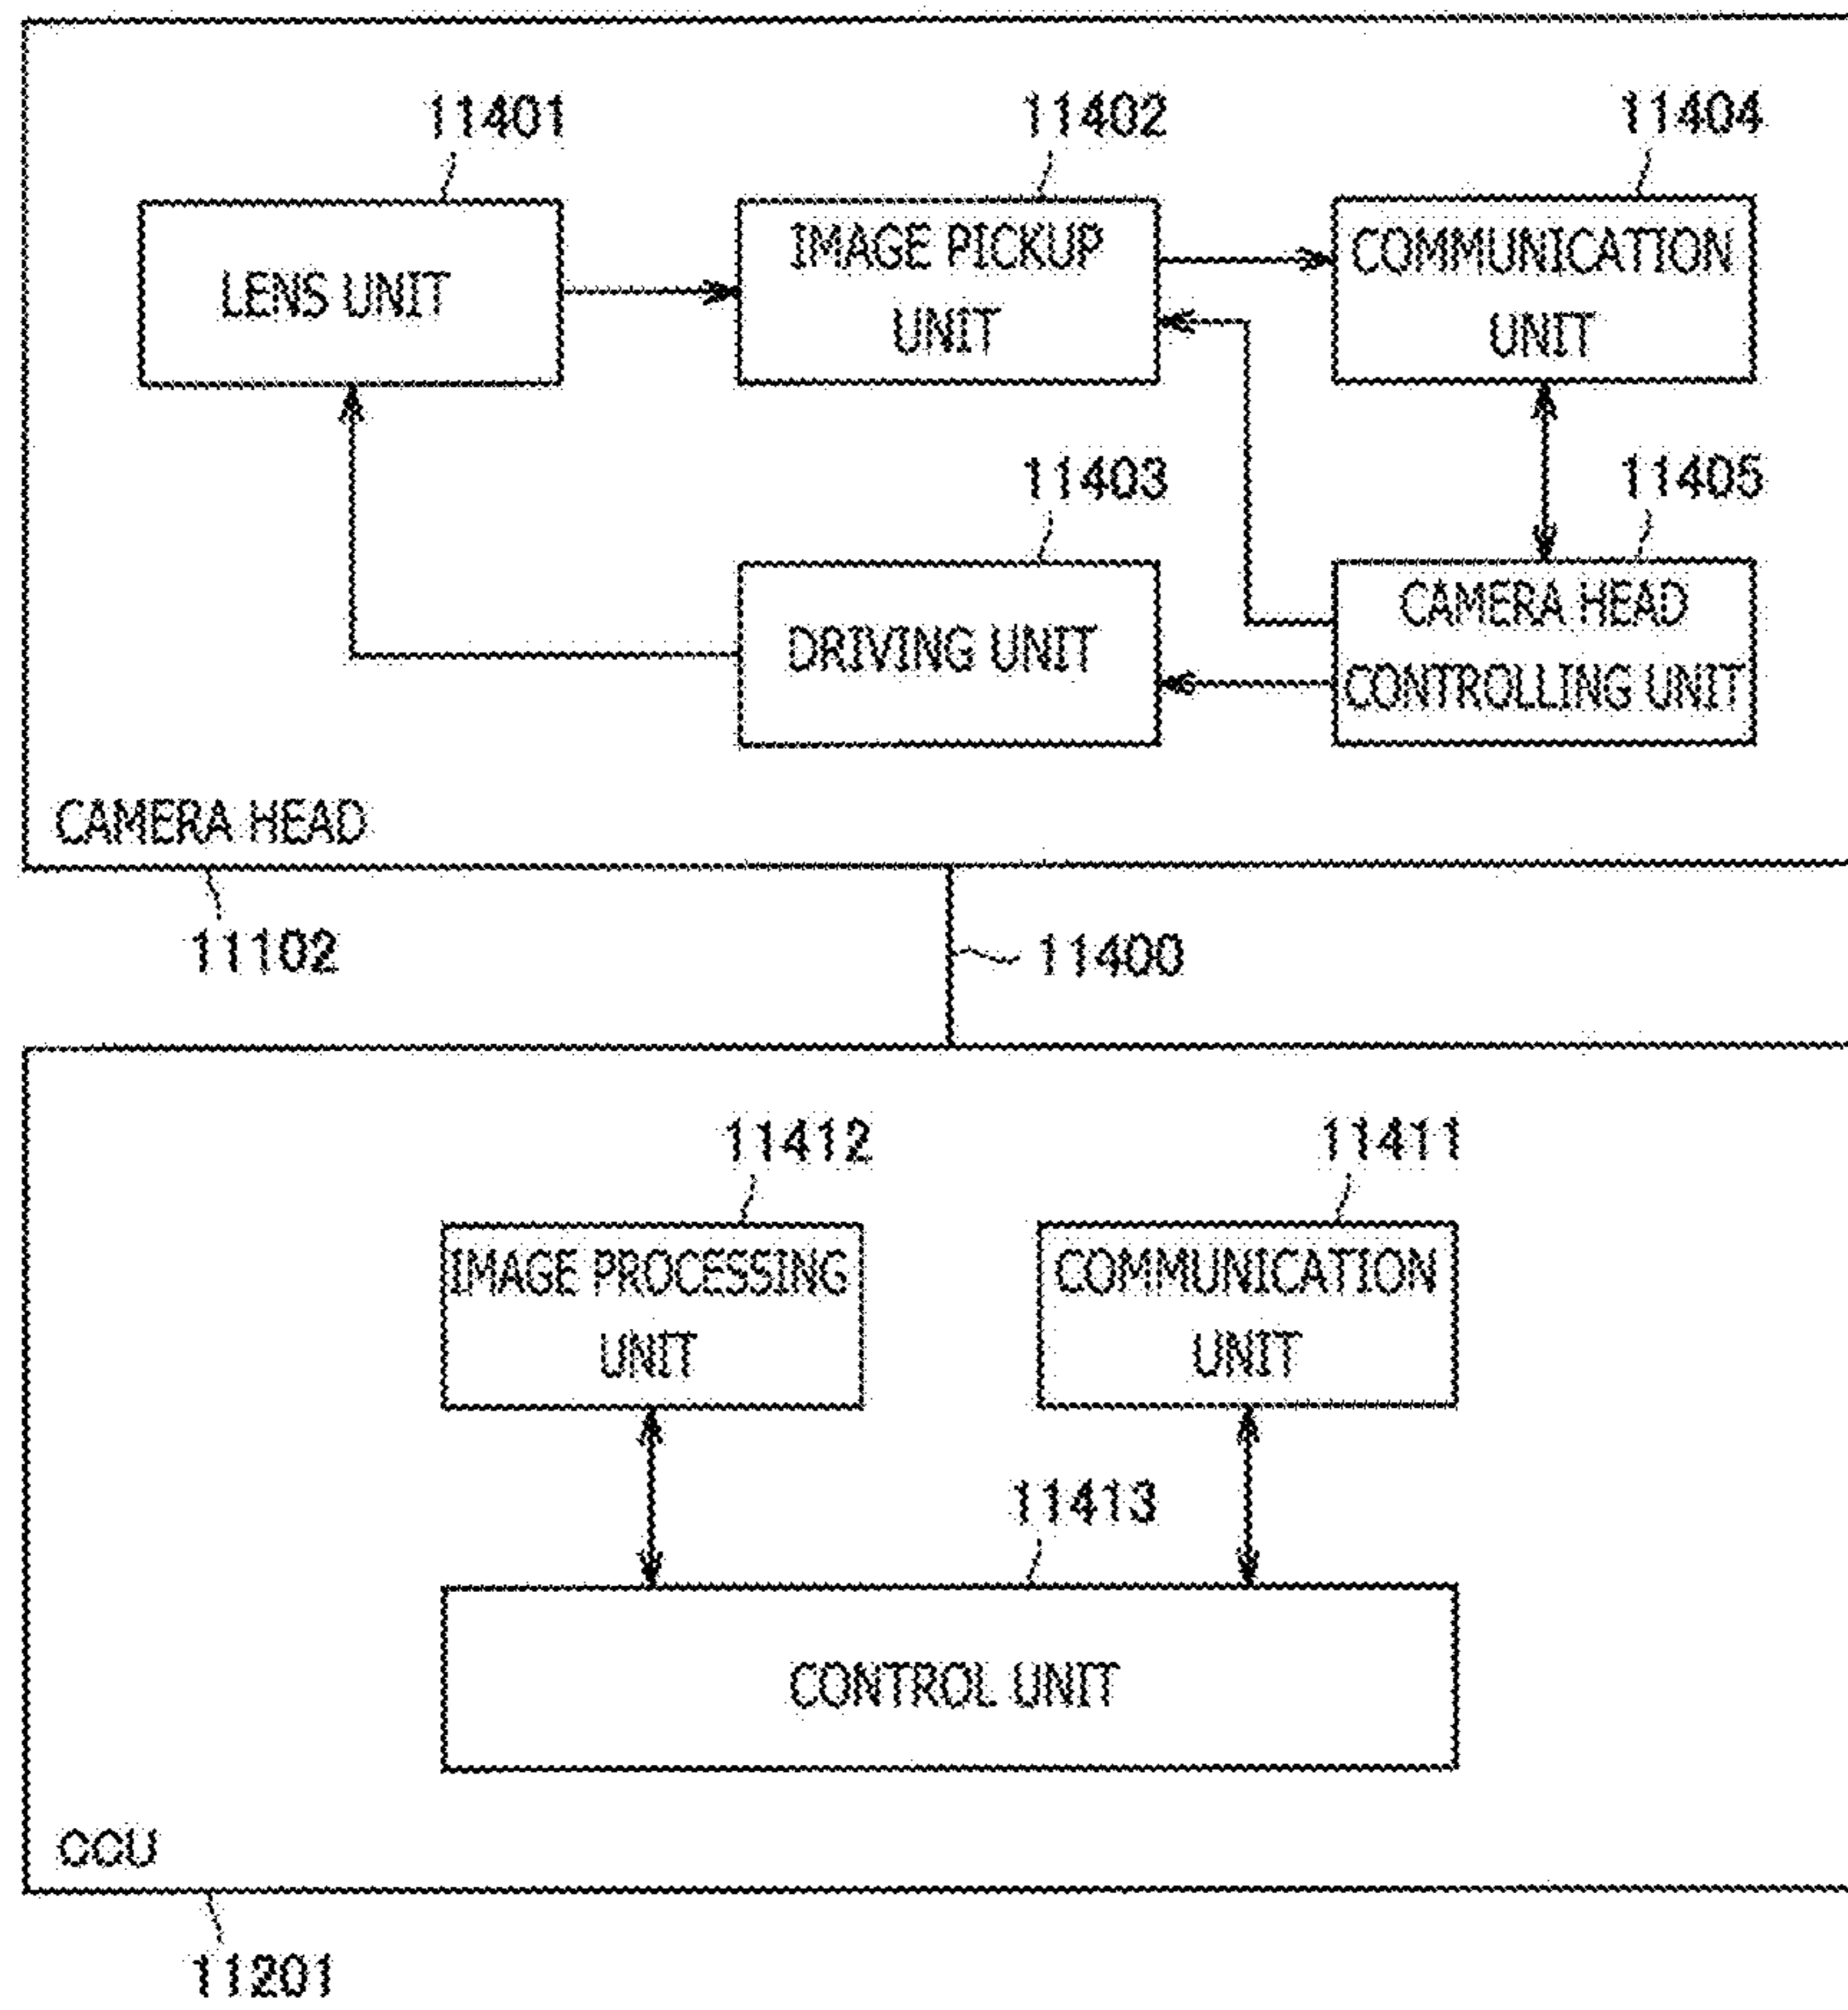 11401
11402
11404
LENS UNIT
IMAGE PICKUP
UNIT
COMMUNICATION
UNIT
11403
11405
DRIVING UNIT
CAMERA HEAD
CONTROLLING UNIT
CAMERA HEAD
11102
11400
11412
11411
IMAGE PROCESSING
UNIT
COMMUNICATION
UNIT
11413
CONTROL UNIT
CCU
11201